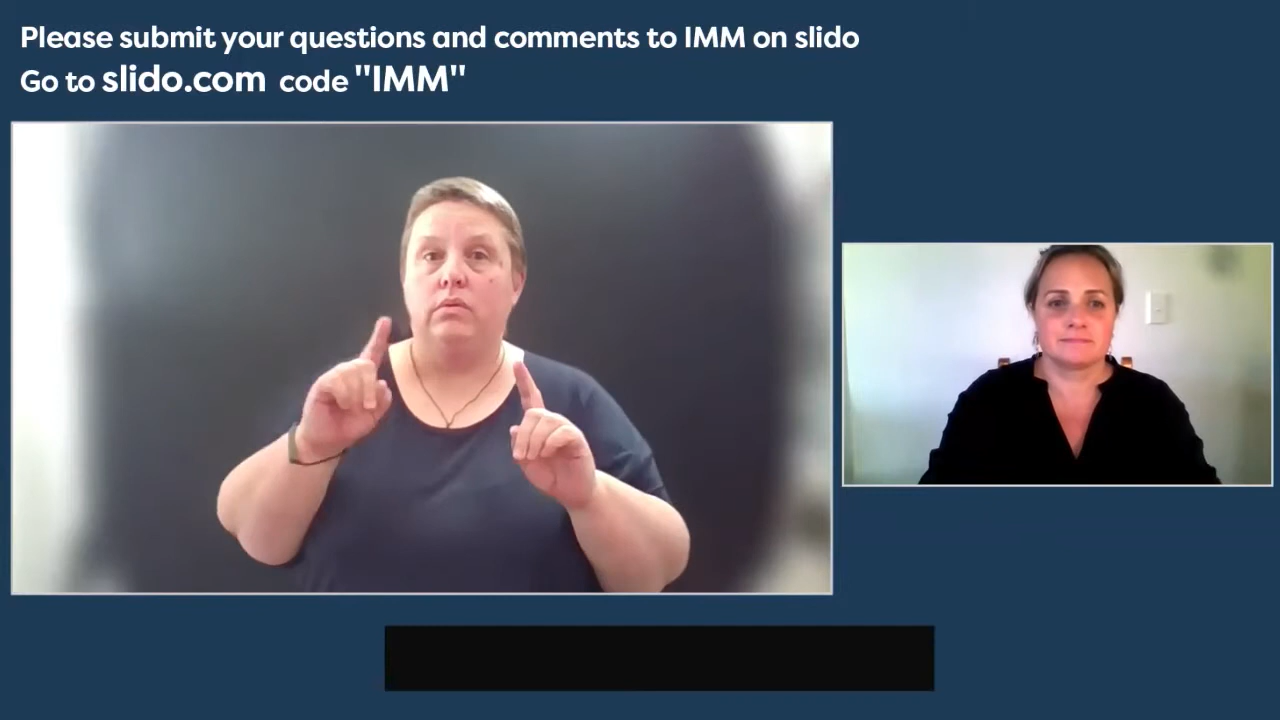 Please submit your questions and comments to IMM on slido
Go to slido.com code "IMM"